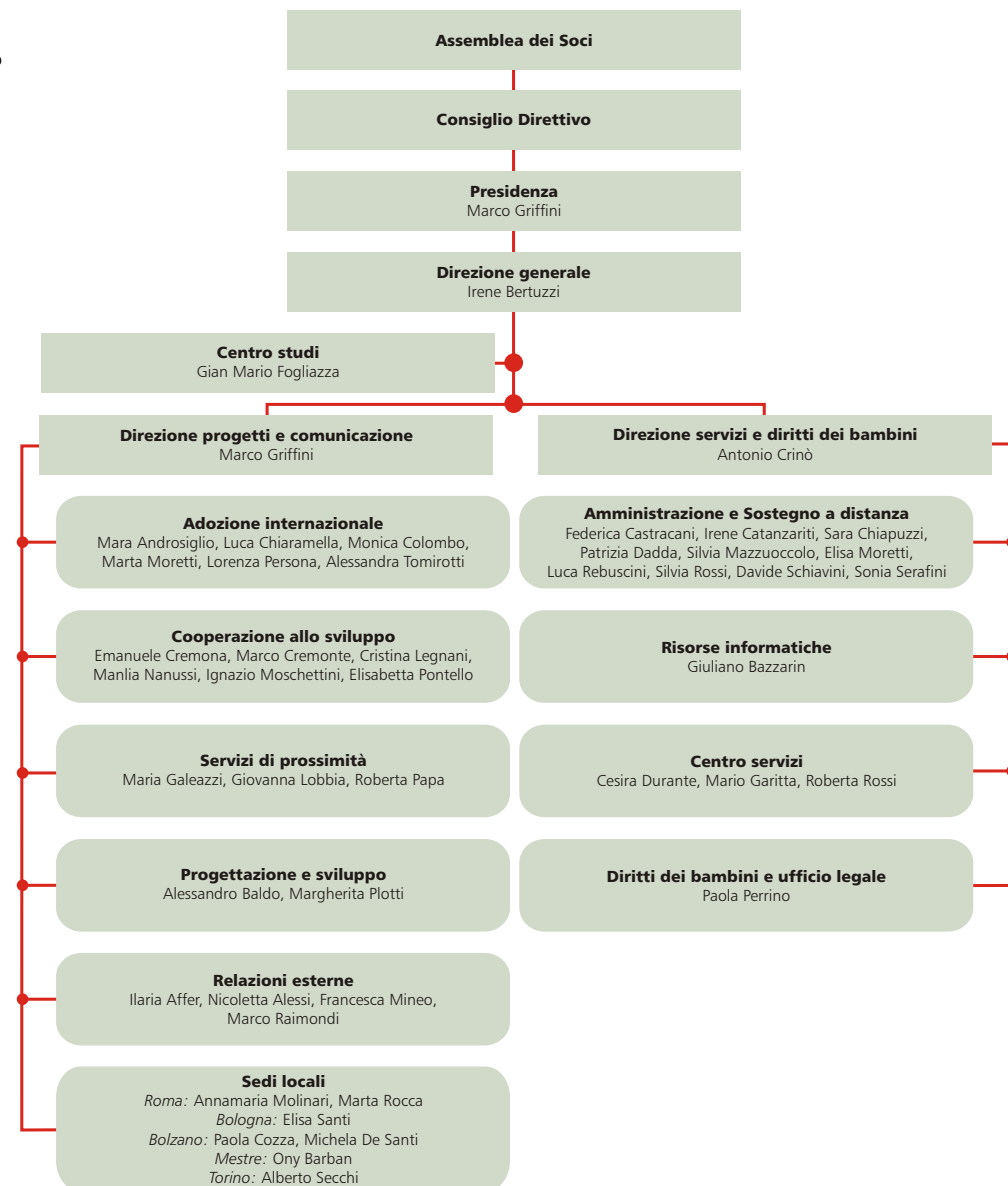 Assemblea dei Soci
Consiglio Direttivo
Presidenza
Marco Griffini
Direzione generale
Irene Bertuzzi
Centro studi
Gian Mario Fogliazza
Direzione progetti e comunicazione
Marco Griffini
Direzione servizi e diritti dei bambini
Antonio Crinò
Adozione internazionale
Mara Androsiglio, Luca Chiaramella, Monica Colombo,
Marta Moretti, Lorenza Persona, Alessandra Tomirotti
Amministrazione e Sostegno a distanza
Federica Castracani, Irene Catanzariti, Sara Chiapuzzi,
Patrizia Dadda, Silvia Mazzuoccolo, Elisa Moretti,
Luca Rebuscini, Silvia Rossi, Davide Schiavini, Sonia Serafini
Cooperazione allo sviluppo
Emanuele Cremona, Marco Cremonte, Cristina Legnani,
Manlia Nanussi, Ignazio Moschettini, Elisabetta Pontello
Risorse informatiche
Giuliano Bazzarin
Servizi di prossimità
Maria Galeazzi, Giovanna Lobbia, Roberta Papa
Centro servizi
Cesira Durante, Mario Garitta, Roberta Rossi
Progettazione e sviluppo
Alessandro Baldo, Margherita Plotti
Diritti dei bambini e ufficio legale
Paola Perrino
Relazioni esterne
Ilaria Affer, Nicoletta Alessi, Francesca Mineo,
Marco Raimondi
Sedi locali
Roma: Annamaria Molinari, Marta Rocca
Bologna: Elisa Santi
Bolzano: Paola Cozza, Michela De Santi
Mestre: Ony Barban
Torino: Alberto Secchi